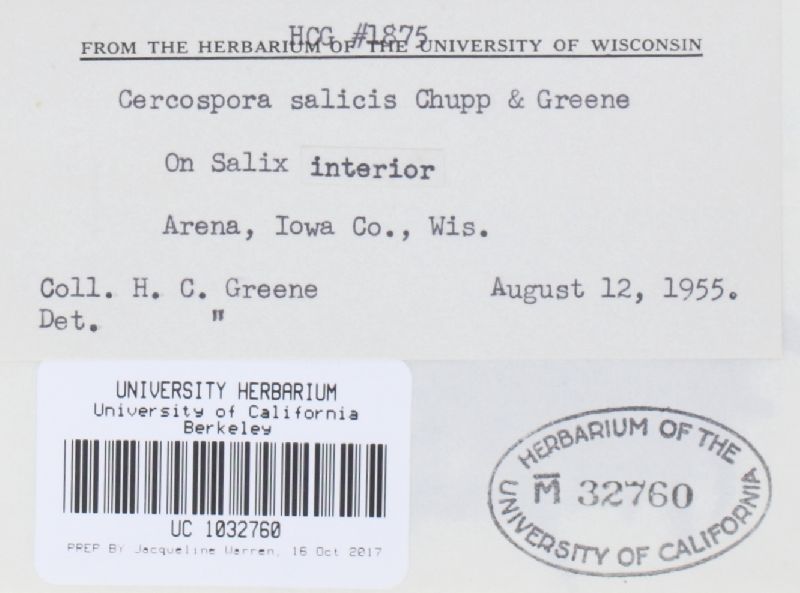 HCG #1875
FROM THE HERBARIUM OF THE UNIVERSITY OF WISCONSIN
Cercospora salicis Chupp & Greene
On Salix interior
Arena, Iowa Co., Wis.
Coll. H. C. Greene August 12, 1955.
Det. "
UNIVERSITY HERBARIUM
University of California
Berkeley
UC 1032760
PREP BY Jacqueline Warren, 16 Oct 2017
HERBARIUM OF THE
M̅ 32760
UNIVERSITY OF CALIFORNIA